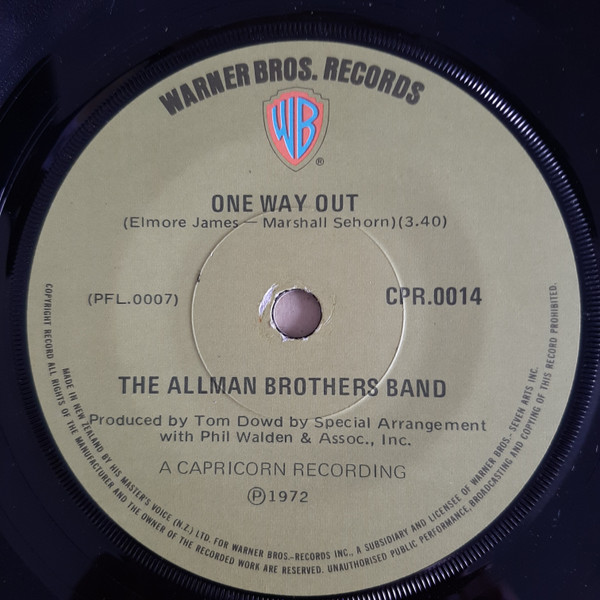 WARNER BROS. RECORDS
WB
®
ONE WAY OUT
(Elmore James — Marshall Sehorn)(3.40)
(PFL.0007)
CPR.0014
THE ALLMAN BROTHERS BAND
Produced by Tom Dowd by Special Arrangement
with Phil Walden & Assoc., Inc.
A CAPRICORN RECORDING
Ⓟ1972
MADE IN NEW ZEALAND BY HIS MASTER'S VOICE (N.Z.) LTD. FOR WARNER BROS.-RECORDS INC., A SUBSIDIARY AND LICENSEE OF WARNER BROS.-SEVEN ARTS INC.
COPYRIGHT RECORD ALL RIGHTS OF THE MANUFACTURER AND THE OWNER OF THE RECORDED WORK ARE RESERVED. UNAUTHORISED PUBLIC PERFORMANCE, BROADCASTING AND COPYING OF THIS RECORD PROHIBITED.